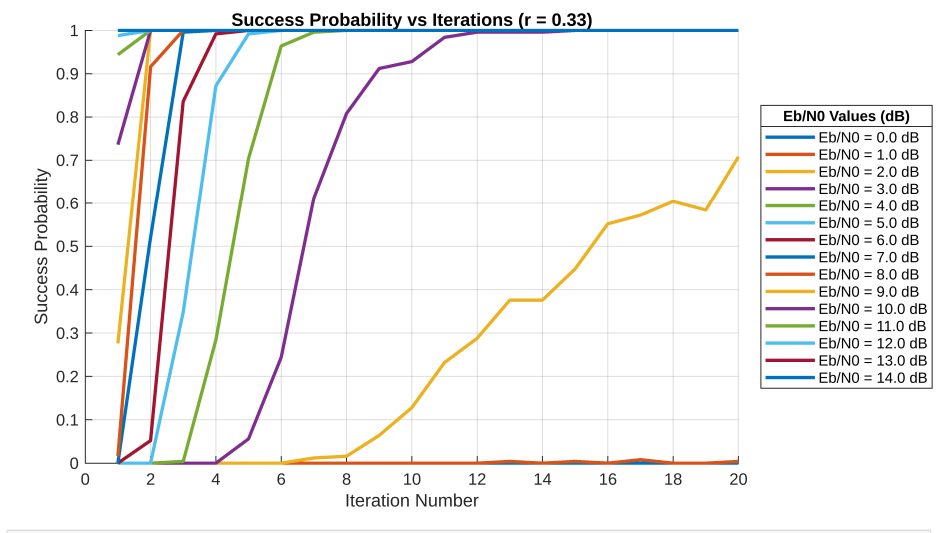 Success Probability vs Iterations (r = 0.33)
1
0.9
0.8
0.7
0.6
0.5
0.4
0.3
0.2
0.1
0
Success Probability
0 2 4 6 8 10 12 14 16 18 20
Iteration Number
Eb/N0 Values (dB)
Eb/N0 = 0.0 dB
Eb/N0 = 1.0 dB
Eb/N0 = 2.0 dB
Eb/N0 = 3.0 dB
Eb/N0 = 4.0 dB
Eb/N0 = 5.0 dB
Eb/N0 = 6.0 dB
Eb/N0 = 7.0 dB
Eb/N0 = 8.0 dB
Eb/N0 = 9.0 dB
Eb/N0 = 10.0 dB
Eb/N0 = 11.0 dB
Eb/N0 = 12.0 dB
Eb/N0 = 13.0 dB
Eb/N0 = 14.0 dB